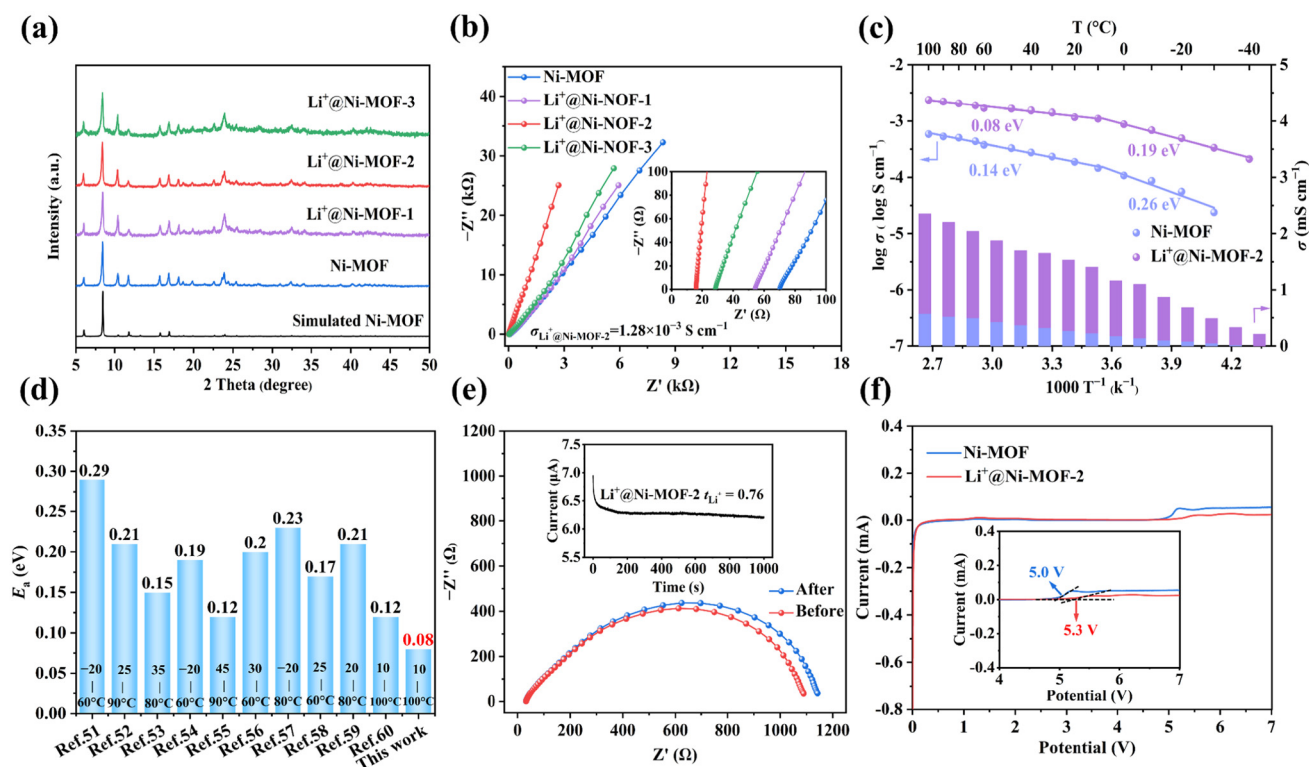 (a)
Intensity (a.u.)
Li⁺@Ni-MOF-3
Li⁺@Ni-MOF-2
Li⁺@Ni-MOF-1
Ni-MOF
Simulated Ni-MOF
5 10 15 20 25 30 35 40 45 50
2 Theta (degree)
(b)
−Z'' (kΩ)
45
36
27
18
9
0
Ni-MOF
Li⁺@Ni-NOF-1
Li⁺@Ni-NOF-2
Li⁺@Ni-NOF-3
−Z'' (Ω)
100
80
60
40
20
0
0 20 40 60 80 100
Z' (Ω)
σLi⁺@Ni-MOF-2=1.28×10⁻³ S cm⁻¹
0 3 6 9 12 15 18
Z' (kΩ)
(c)
T (°C)
100 80 60 40 20 0 -20 -40
log σ ( log S cm⁻¹)
-2
-3
-4
-5
-6
-7
0.08 eV
0.19 eV
0.14 eV
0.26 eV
Ni-MOF
Li⁺@Ni-MOF-2
5
4
3
2
1
0
σ (mS cm⁻¹)
2.7 3.0 3.3 3.6 3.9 4.2
1000 T⁻¹ (k⁻¹)
(d)
Eₐ (eV)
0.35
0.30
0.25
0.20
0.15
0.10
0.05
0.00
0.29 0.21 0.15 0.19 0.12 0.2 0.23 0.17 0.21 0.12 0.08
−20 25 35 −20 45 30 −20 25 20 10 10
60°C 90°C 80°C 60°C 90°C 60°C 80°C 60°C 80°C 100°C 100°C
Ref.51 Ref.52 Ref.53 Ref.54 Ref.55 Ref.56 Ref.57 Ref.58 Ref.59 Ref.60 This work
(e)
−Z'' (Ω)
1200
1000
800
600
400
200
0
Current (μA)
7.5
7.0
6.5
6.0
5.5
Li⁺@Ni-MOF-2 tLi⁺ = 0.76
0 200 400 600 800 1000
Time (s)
After
Before
0 200 400 600 800 1000 1200
Z' (Ω)
(f)
Current (mA)
0.4
0.2
0.0
-0.2
-0.4
-0.6
-0.8
Ni-MOF
Li⁺@Ni-MOF-2
Current (mA)
0.4
0.2
0.0
-0.2
-0.4
5.0 V
5.3 V
4 5 6 7
Potential (V)
0 1 2 3 4 5 6 7
Potential (V)